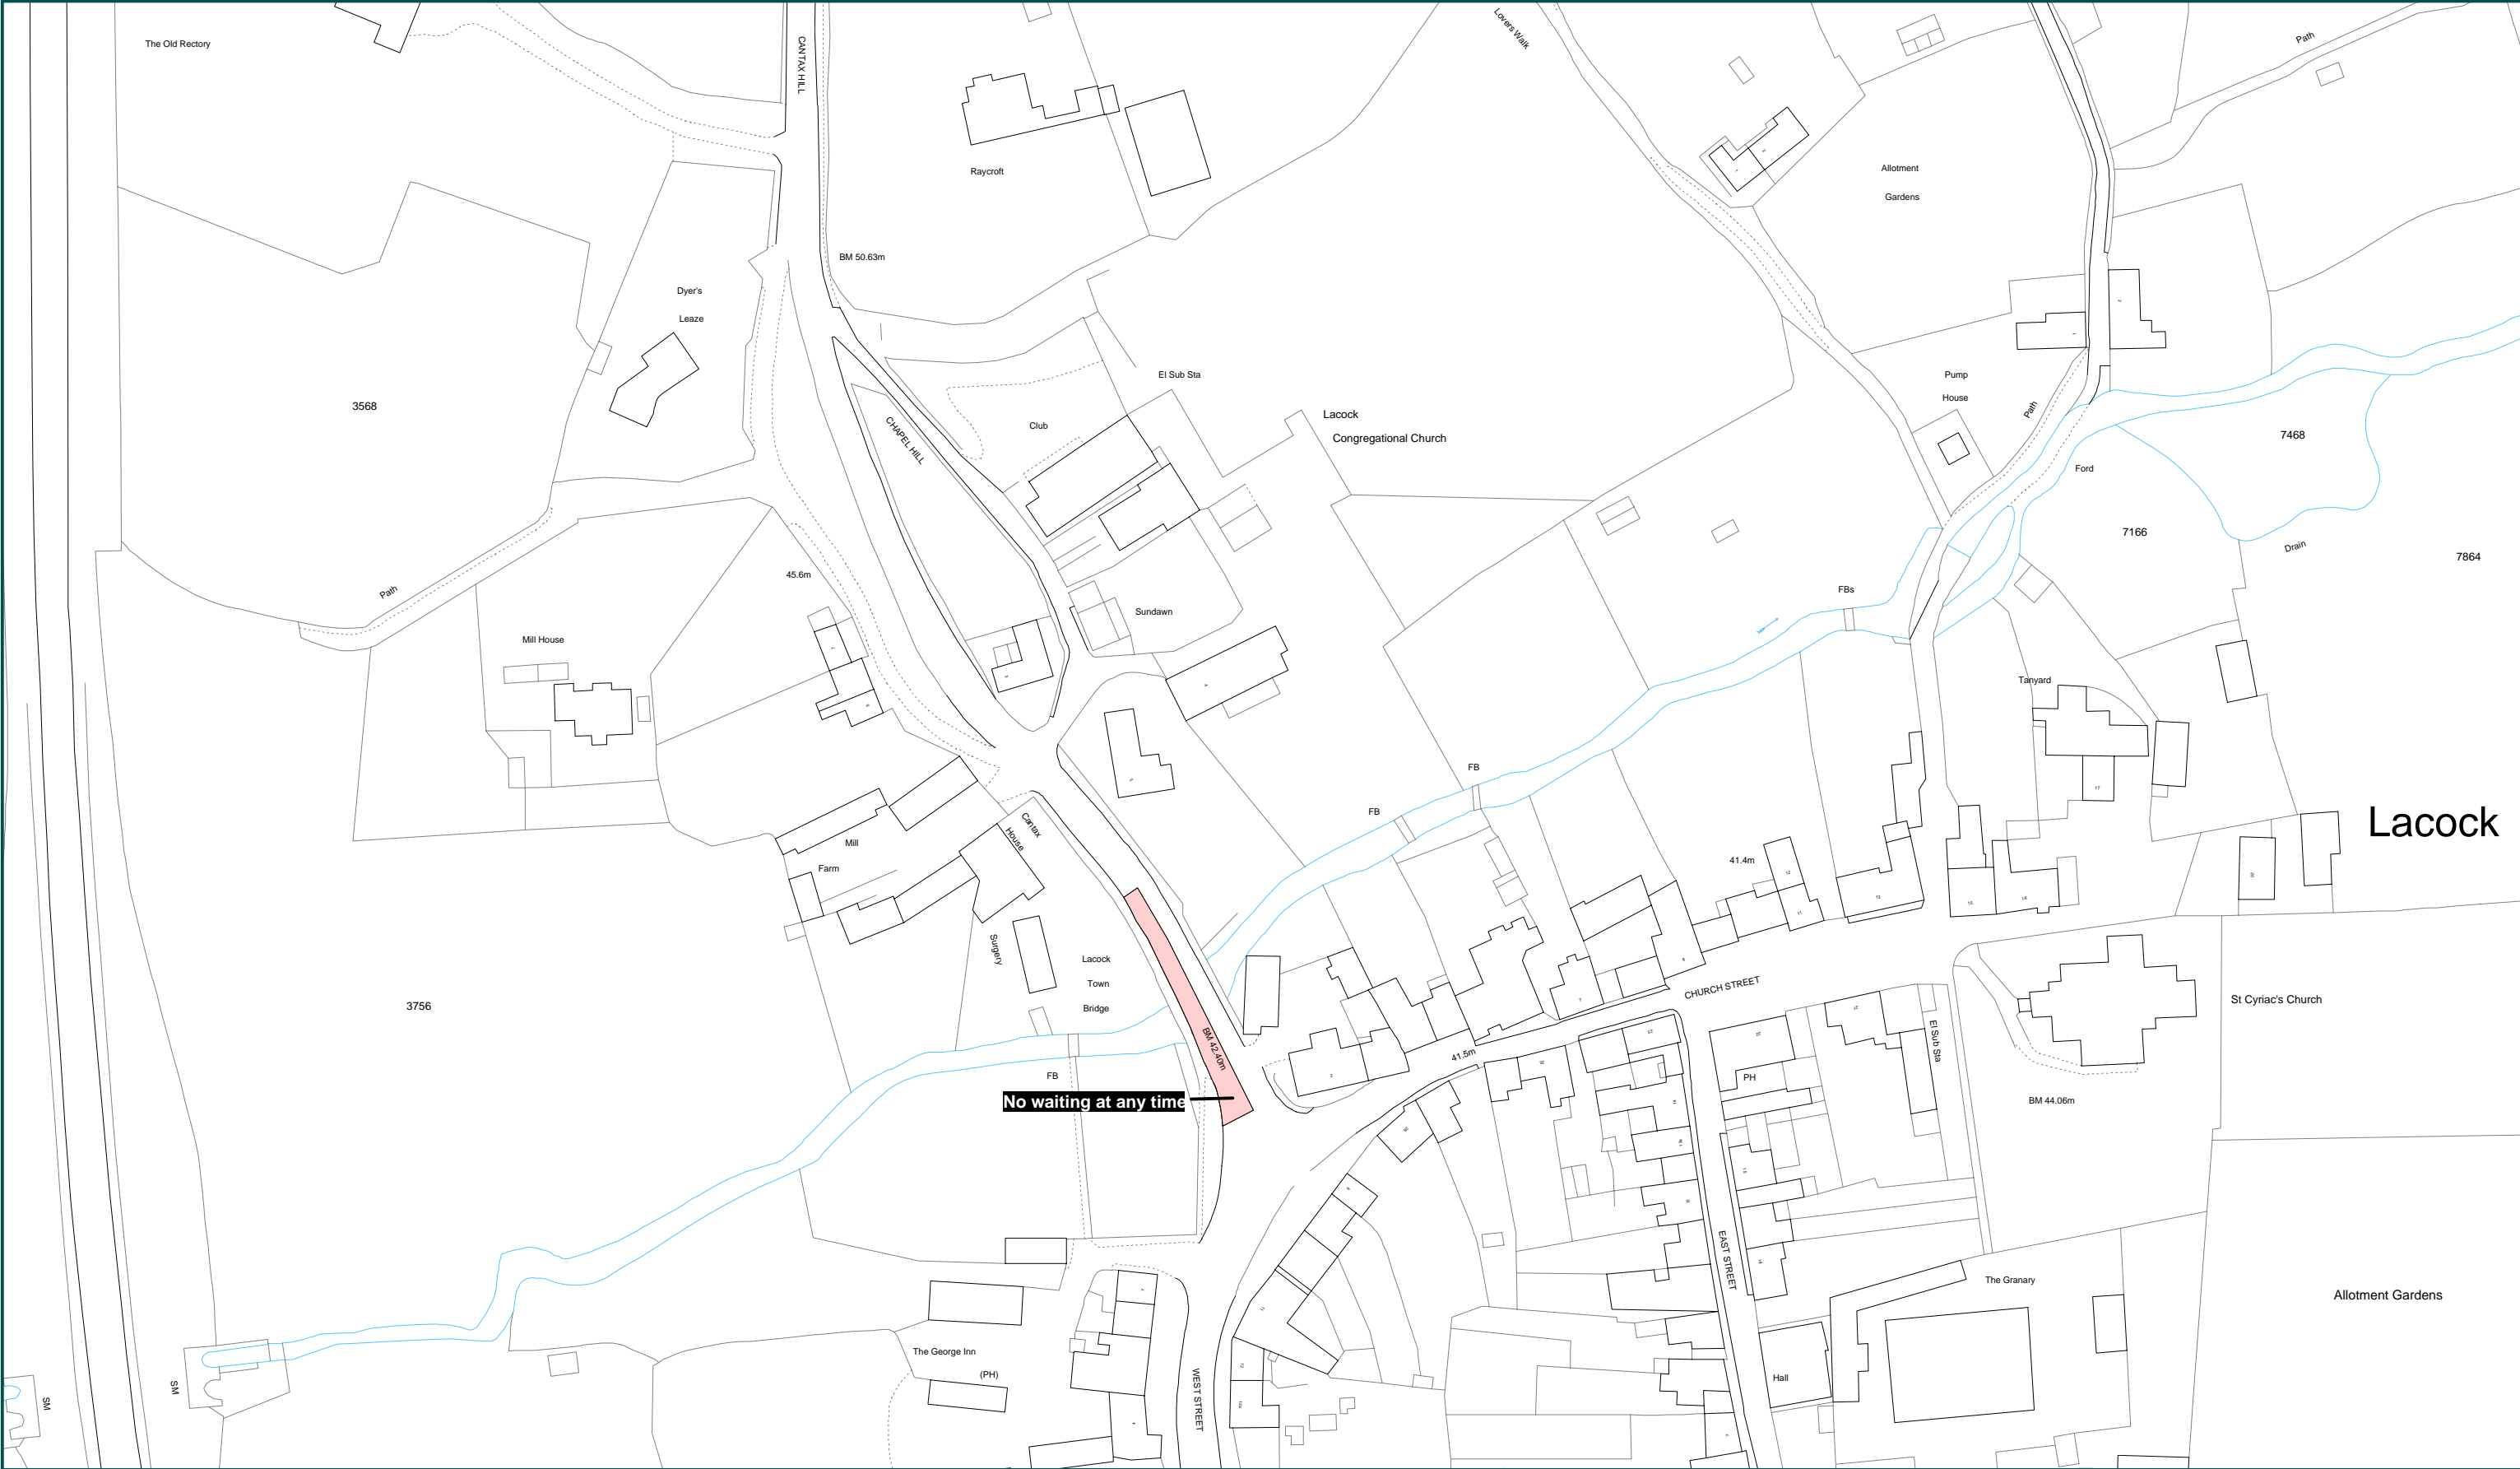 The Old Rectory
CANTAX HILL
Lovers Walk
Path
Raycroft
Allotment
Gardens
BM 50.63m
Dyer's
Leaze
El Sub Sta
Pump
House
Path
3568
Lacock
Congregational Church
Club
CHAPEL HILL
7468
Ford
7166
Drain
7864
45.6m
Path
FBs
Sundawn
Mill House
Tanyard
FB
FB
Cantax
House
Mill
Farm
41.4m
Lacock
Surgery
Lacock
Town
Bridge
3756
CHURCH STREET
St Cyriac's Church
BM 42.40m
41.5m
El Sub Sta
FB
PH
No waiting at any time
BM 44.06m
EAST STREET
The Granary
Allotment Gardens
The George Inn
(PH)
Hall
WEST STREET
SM
SM